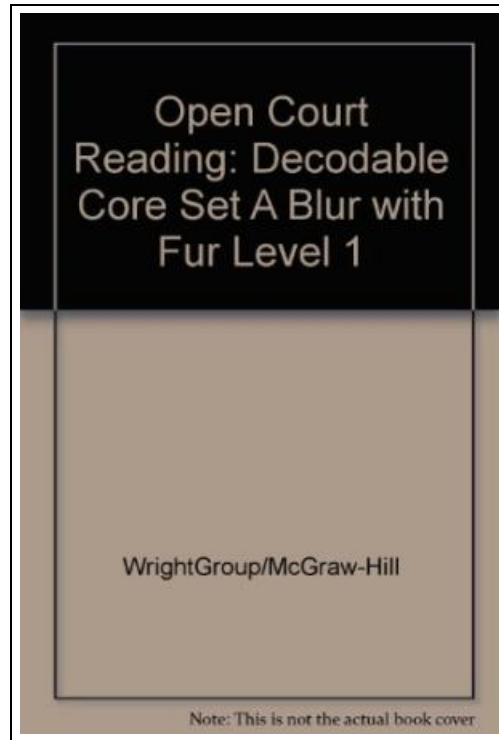 Open Court
Reading: Decodable
Core Set A Blur with
Fur Level 1
WrightGroup/McGraw-Hill
Note: This is not the actual book cover